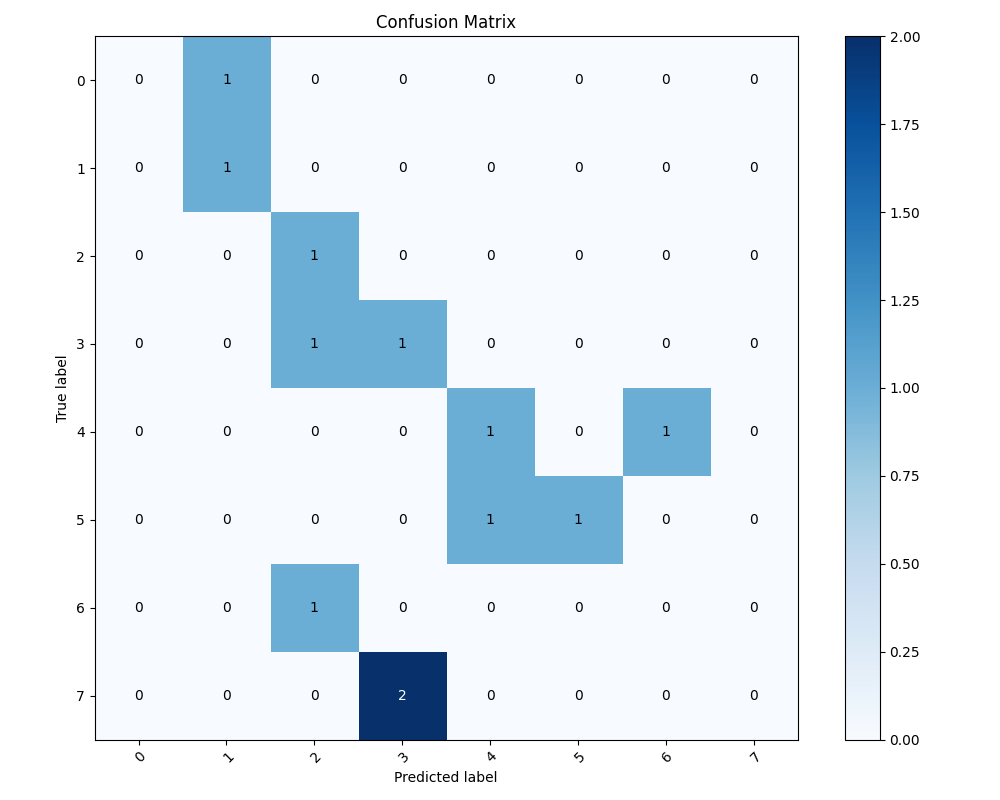 Confusion Matrix
0 0 1 0 0 0 0 0 0
1 0 1 0 0 0 0 0 0
2 0 0 1 0 0 0 0 0
3 0 0 1 1 0 0 0 0
4 0 0 0 0 1 0 1 0
5 0 0 0 0 1 1 0 0
6 0 0 1 0 0 0 0 0
7 0 0 0 2 0 0 0 0
0 1 2 3 4 5 6 7
True label
Predicted label
2.00
1.75
1.50
1.25
1.00
0.75
0.50
0.25
0.00